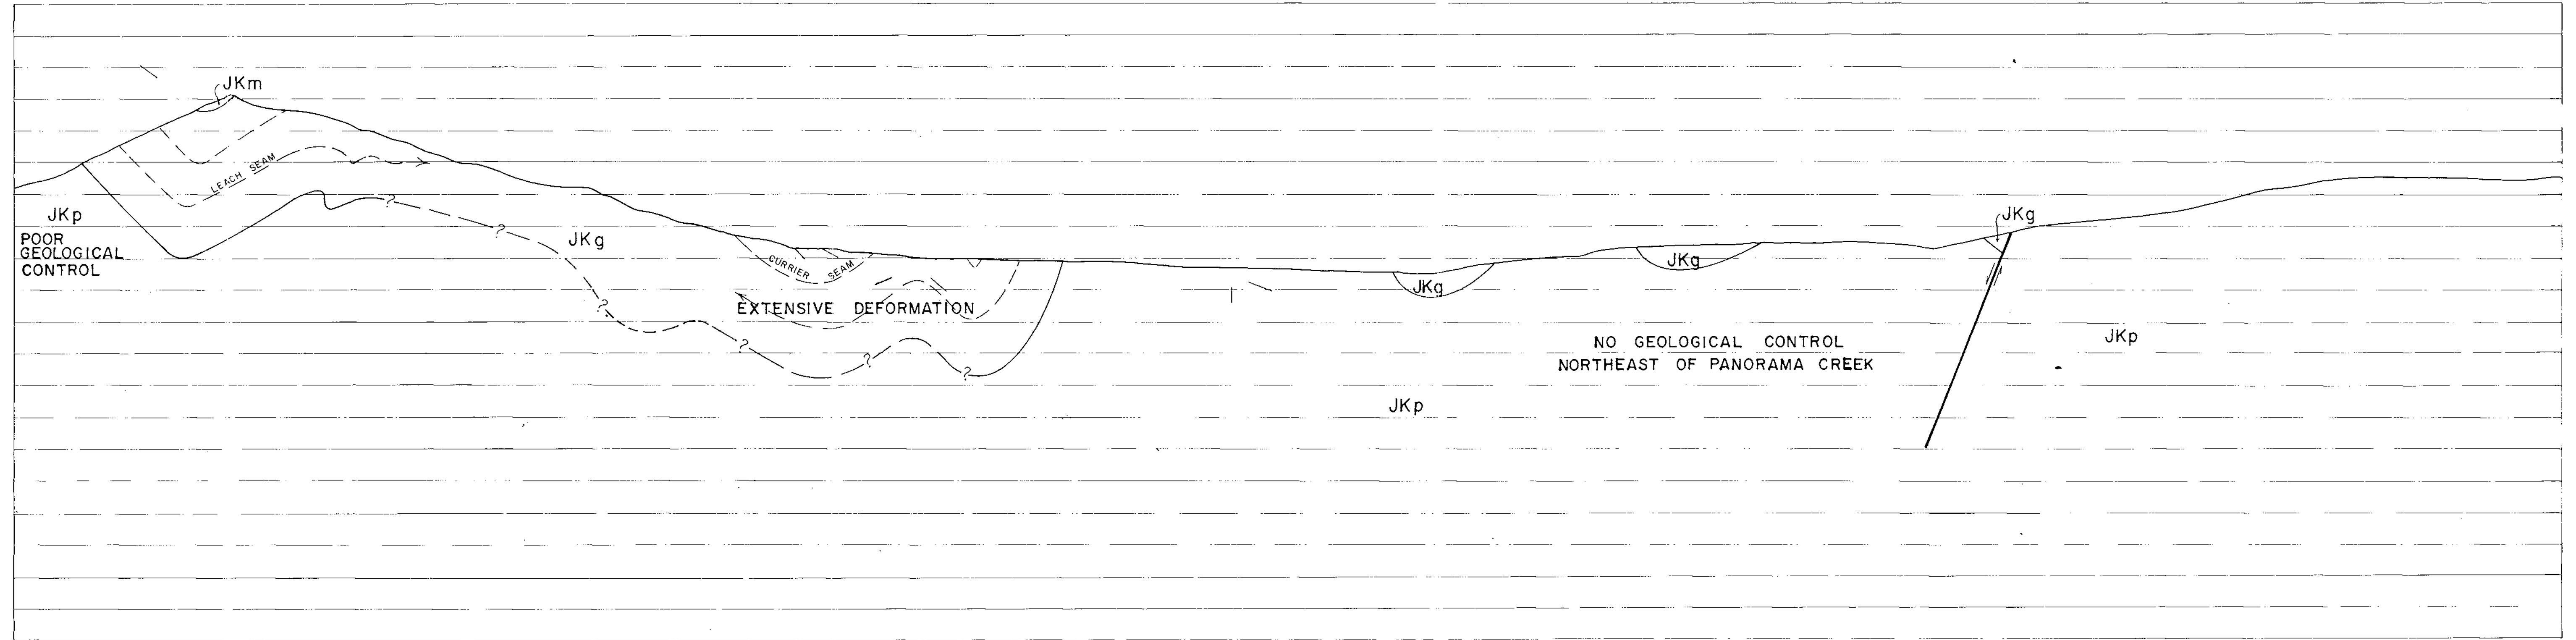 JKm
LEACH SEAM
JKp
POOR
GEOLOGICAL
CONTROL
?
?
JKg
?
CURRIER SEAM
EXTENSIVE DEFORMATION
?
?
?
JKg
JKg
JKg
NO GEOLOGICAL CONTROL
NORTHEAST OF PANORAMA CREEK
JKp
JKp